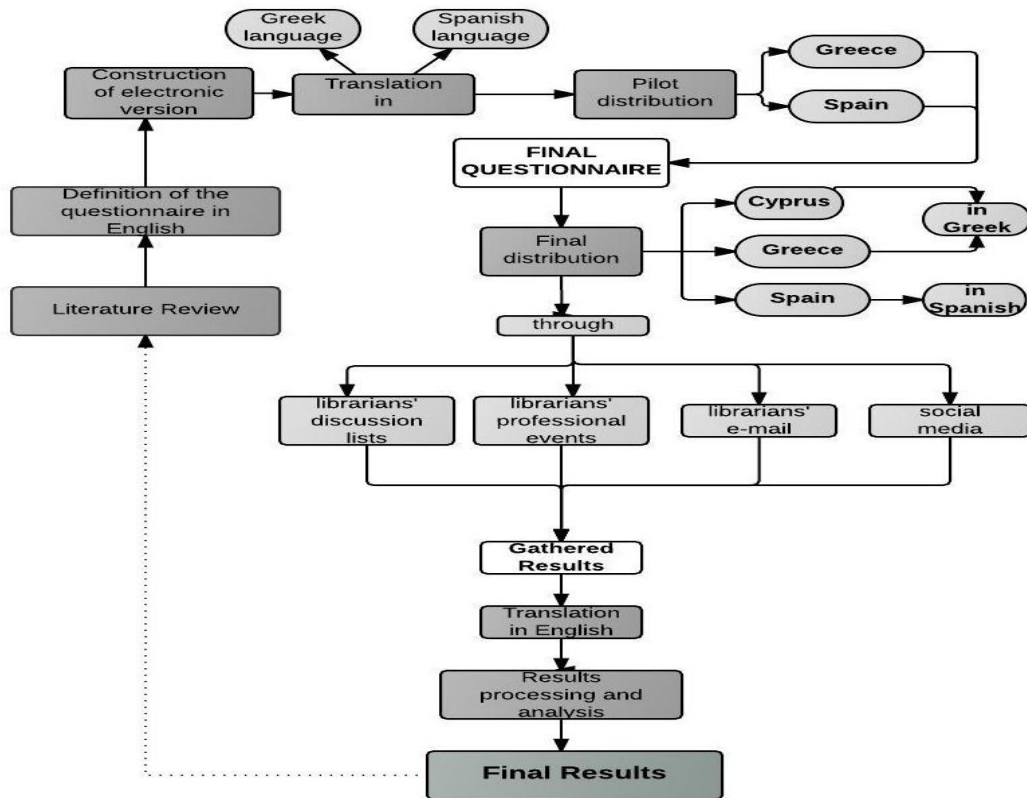 Greek
language
Spanish
language
Construction
of electronic
version
Translation
in
Pilot
distribution
Greece
Spain
FINAL
QUESTIONNAIRE
Definition of the
questionnaire in
English
Cyprus
in
Greek
Final
distribution
Greece
Spain
in
Spanish
Literature Review
through
librarians'
discussion
lists
librarians'
professional
events
librarians'
e-mail
social
media
Gathered
Results
Translation
in English
Results
processing and
analysis
Final Results